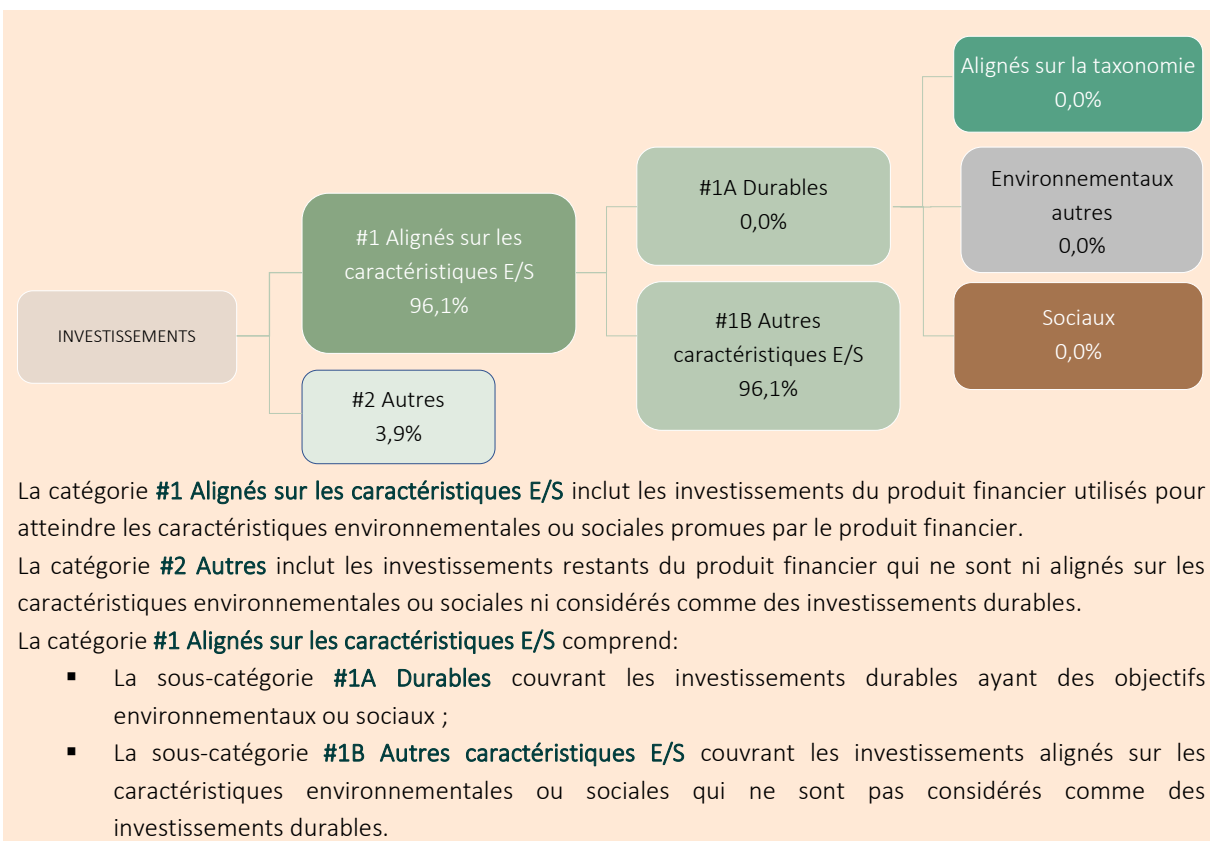 INVESTISSEMENTS
#1 Alignés sur les
caractéristiques E/S
96,1%
#2 Autres
3,9%
#1A Durables
0,0%
#1B Autres
caractéristiques E/S
96,1%
Alignés sur la taxonomie
0,0%
Environnementaux
autres
0,0%
Sociaux
0,0%
La catégorie #1 Alignés sur les caractéristiques E/S inclut les investissements du produit financier utilisés pour
atteindre les caractéristiques environnementales ou sociales promues par le produit financier.
La catégorie #2 Autres inclut les investissements restants du produit financier qui ne sont ni alignés sur les
caractéristiques environnementales ou sociales ni considérés comme des investissements durables.
La catégorie #1 Alignés sur les caractéristiques E/S comprend:
▪ La sous-catégorie #1A Durables couvrant les investissements durables ayant des objectifs
environnementaux ou sociaux ;
▪ La sous-catégorie #1B Autres caractéristiques E/S couvrant les investissements alignés sur les
caractéristiques environnementales ou sociales qui ne sont pas considérés comme des
investissements durables.